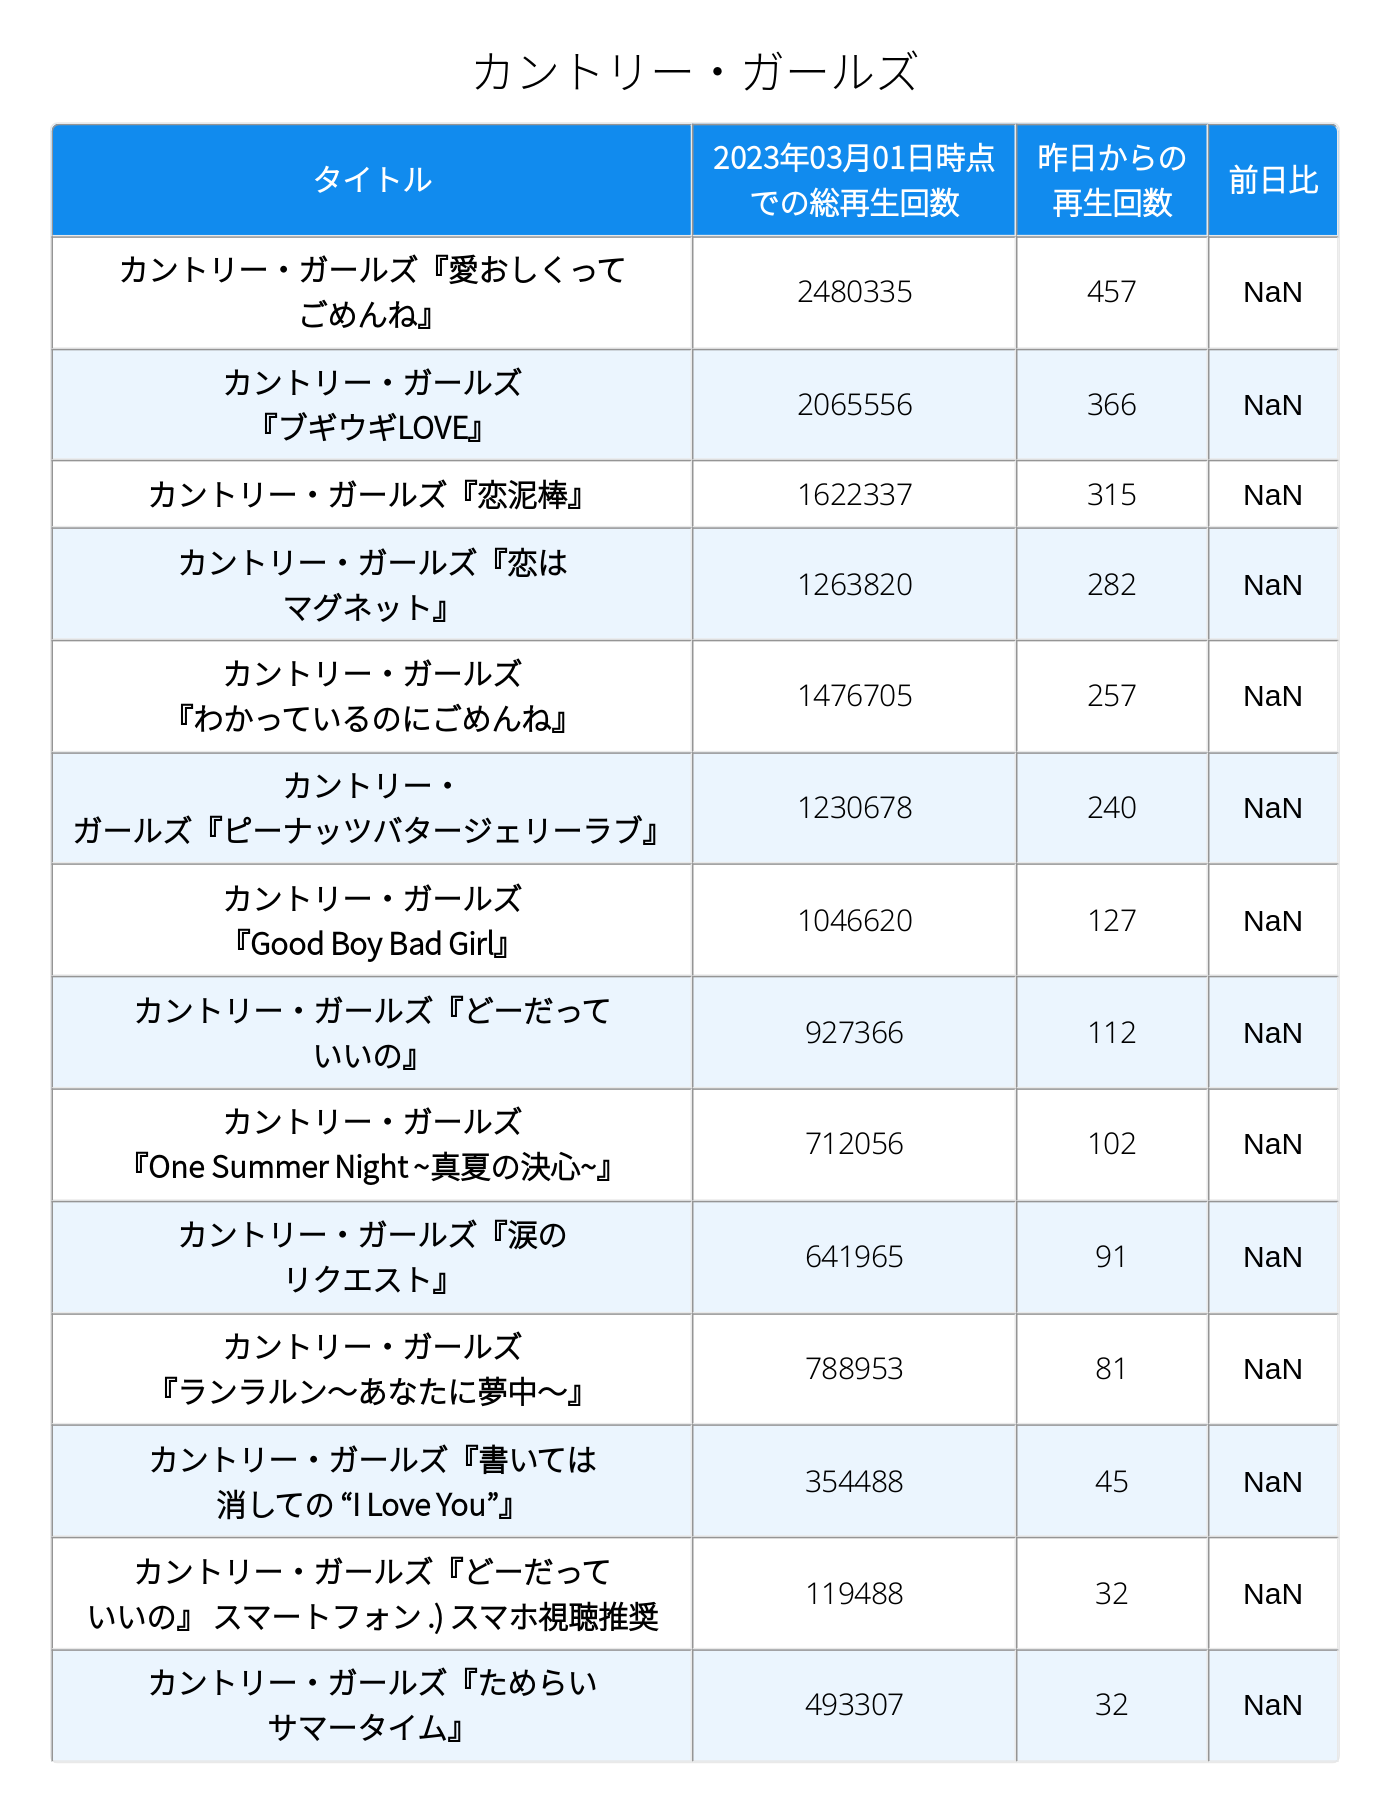 カントリー・ガールズ
タイトル
2023年03月01日時点
での総再生回数
昨日からの
再生回数
前日比
カントリー・ガールズ『愛おしくって
ごめんね』
2480335
457
NaN
カントリー・ガールズ
『ブギウギLOVE』
2065556
366
NaN
カントリー・ガールズ『恋泥棒』
1622337
315
NaN
カントリー・ガールズ『恋は
マグネット』
1263820
282
NaN
カントリー・ガールズ
『わかっているのにごめんね』
1476705
257
NaN
カントリー・
ガールズ『ピーナッツバタージェリーラブ』
1230678
240
NaN
カントリー・ガールズ
『Good Boy Bad Girl』
1046620
127
NaN
カントリー・ガールズ『どーだって
いいの』
927366
112
NaN
カントリー・ガールズ
『One Summer Night ~真夏の決心~』
712056
102
NaN
カントリー・ガールズ『涙の
リクエスト』
641965
91
NaN
カントリー・ガールズ
『ランラルン～あなたに夢中～』
788953
81
NaN
カントリー・ガールズ『書いては
消しての “I Love You”』
354488
45
NaN
カントリー・ガールズ『どーだって
いいの』 スマートフォン .) スマホ視聴推奨
119488
32
NaN
カントリー・ガールズ『ためらい
サマータイム』
493307
32
NaN